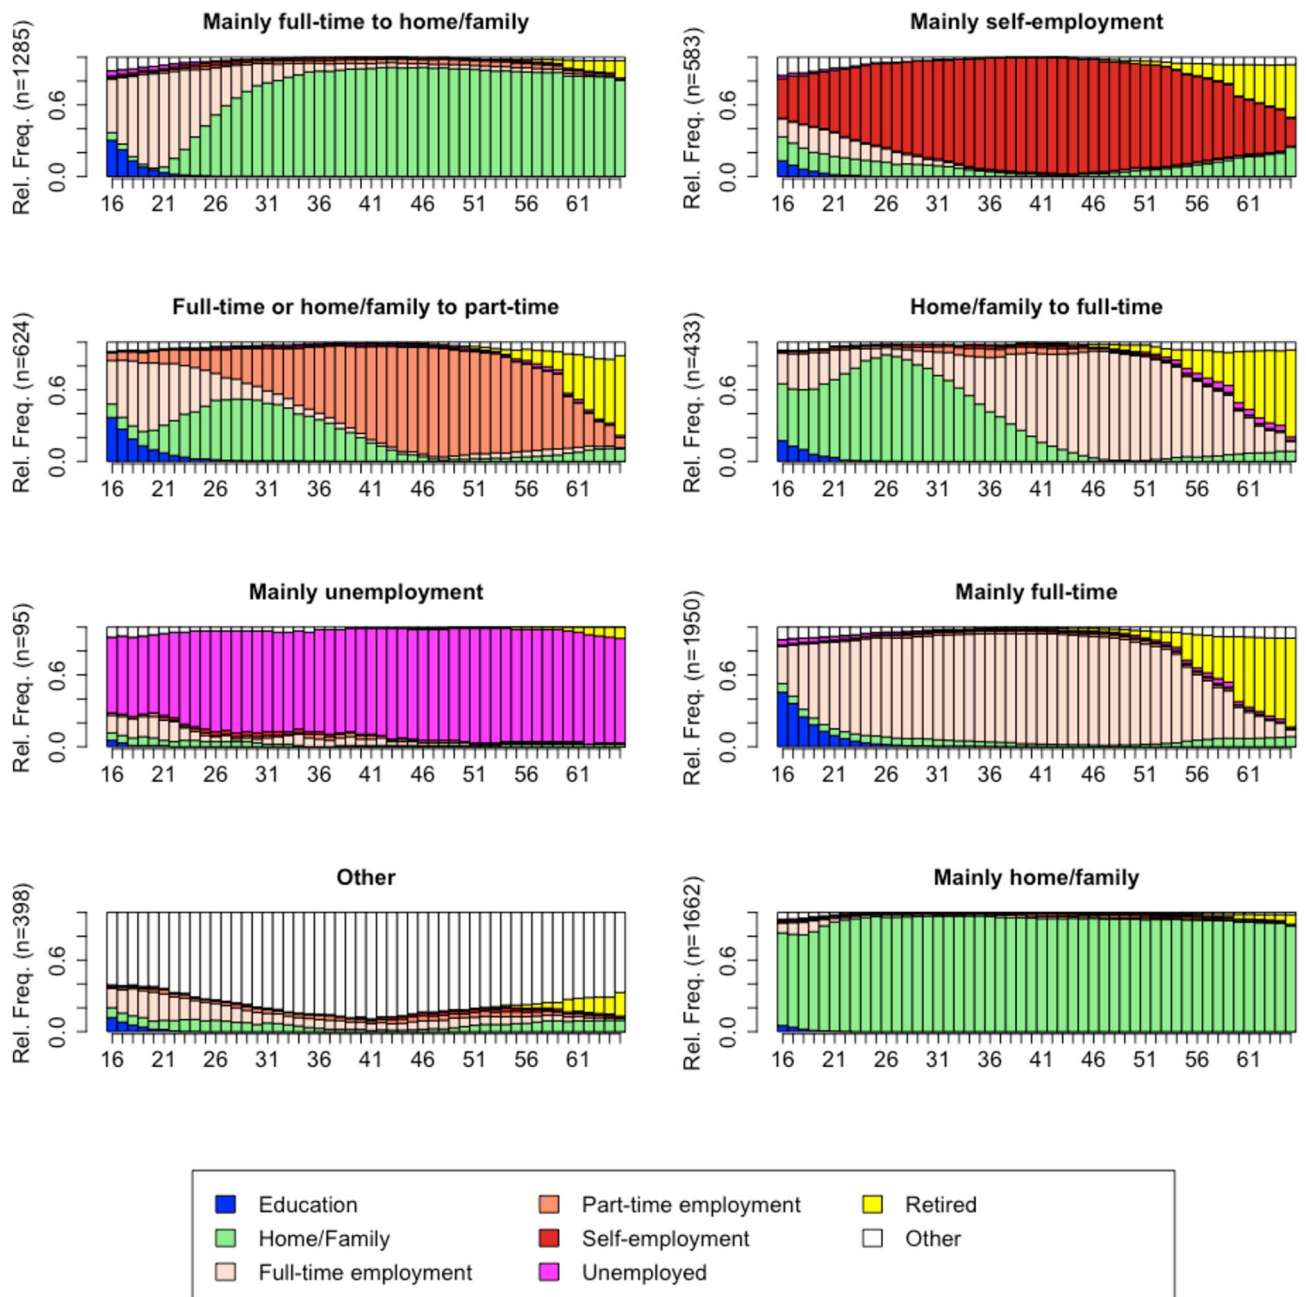 Mainly full-time to home/family
Rel. Freq. (n=1285)
0.0 0.6
16 21 26 31 36 41 46 51 56 61
Mainly self-employment
Rel. Freq. (n=583)
0.0 0.6
16 21 26 31 36 41 46 51 56 61
Full-time or home/family to part-time
Rel. Freq. (n=624)
0.0 0.6
16 21 26 31 36 41 46 51 56 61
Home/family to full-time
Rel. Freq. (n=433)
0.0 0.6
16 21 26 31 36 41 46 51 56 61
Mainly unemployment
Rel. Freq. (n=95)
0.0 0.6
16 21 26 31 36 41 46 51 56 61
Mainly full-time
Rel. Freq. (n=1950)
0.0 0.6
16 21 26 31 36 41 46 51 56 61
Other
Rel. Freq. (n=398)
0.0 0.6
16 21 26 31 36 41 46 51 56 61
Mainly home/family
Rel. Freq. (n=1662)
0.0 0.6
16 21 26 31 36 41 46 51 56 61
Education
Home/Family
Full-time employment
Part-time employment
Self-employment
Unemployed
Retired
Other